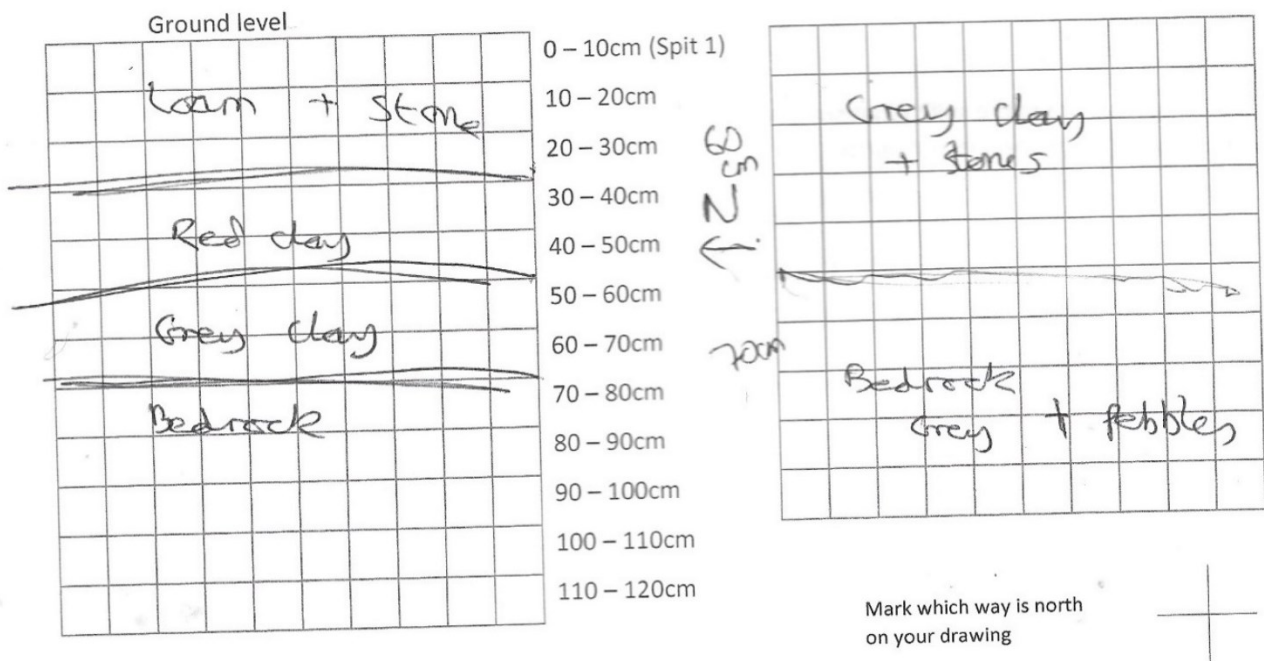 Ground level
0 – 10cm (Spit 1)
10 – 20cm
20 – 30cm
30 – 40cm
40 – 50cm
50 – 60cm
60 – 70cm
70 – 80cm
80 – 90cm
90 – 100cm
100 – 110cm
110 – 120cm
Loam + Stone
Red clay
Grey clay
Bedrock
60
cm
N
70cm
Grey clay
+ stones
Bedrock
Grey + Pebbles
Mark which way is north
on your drawing